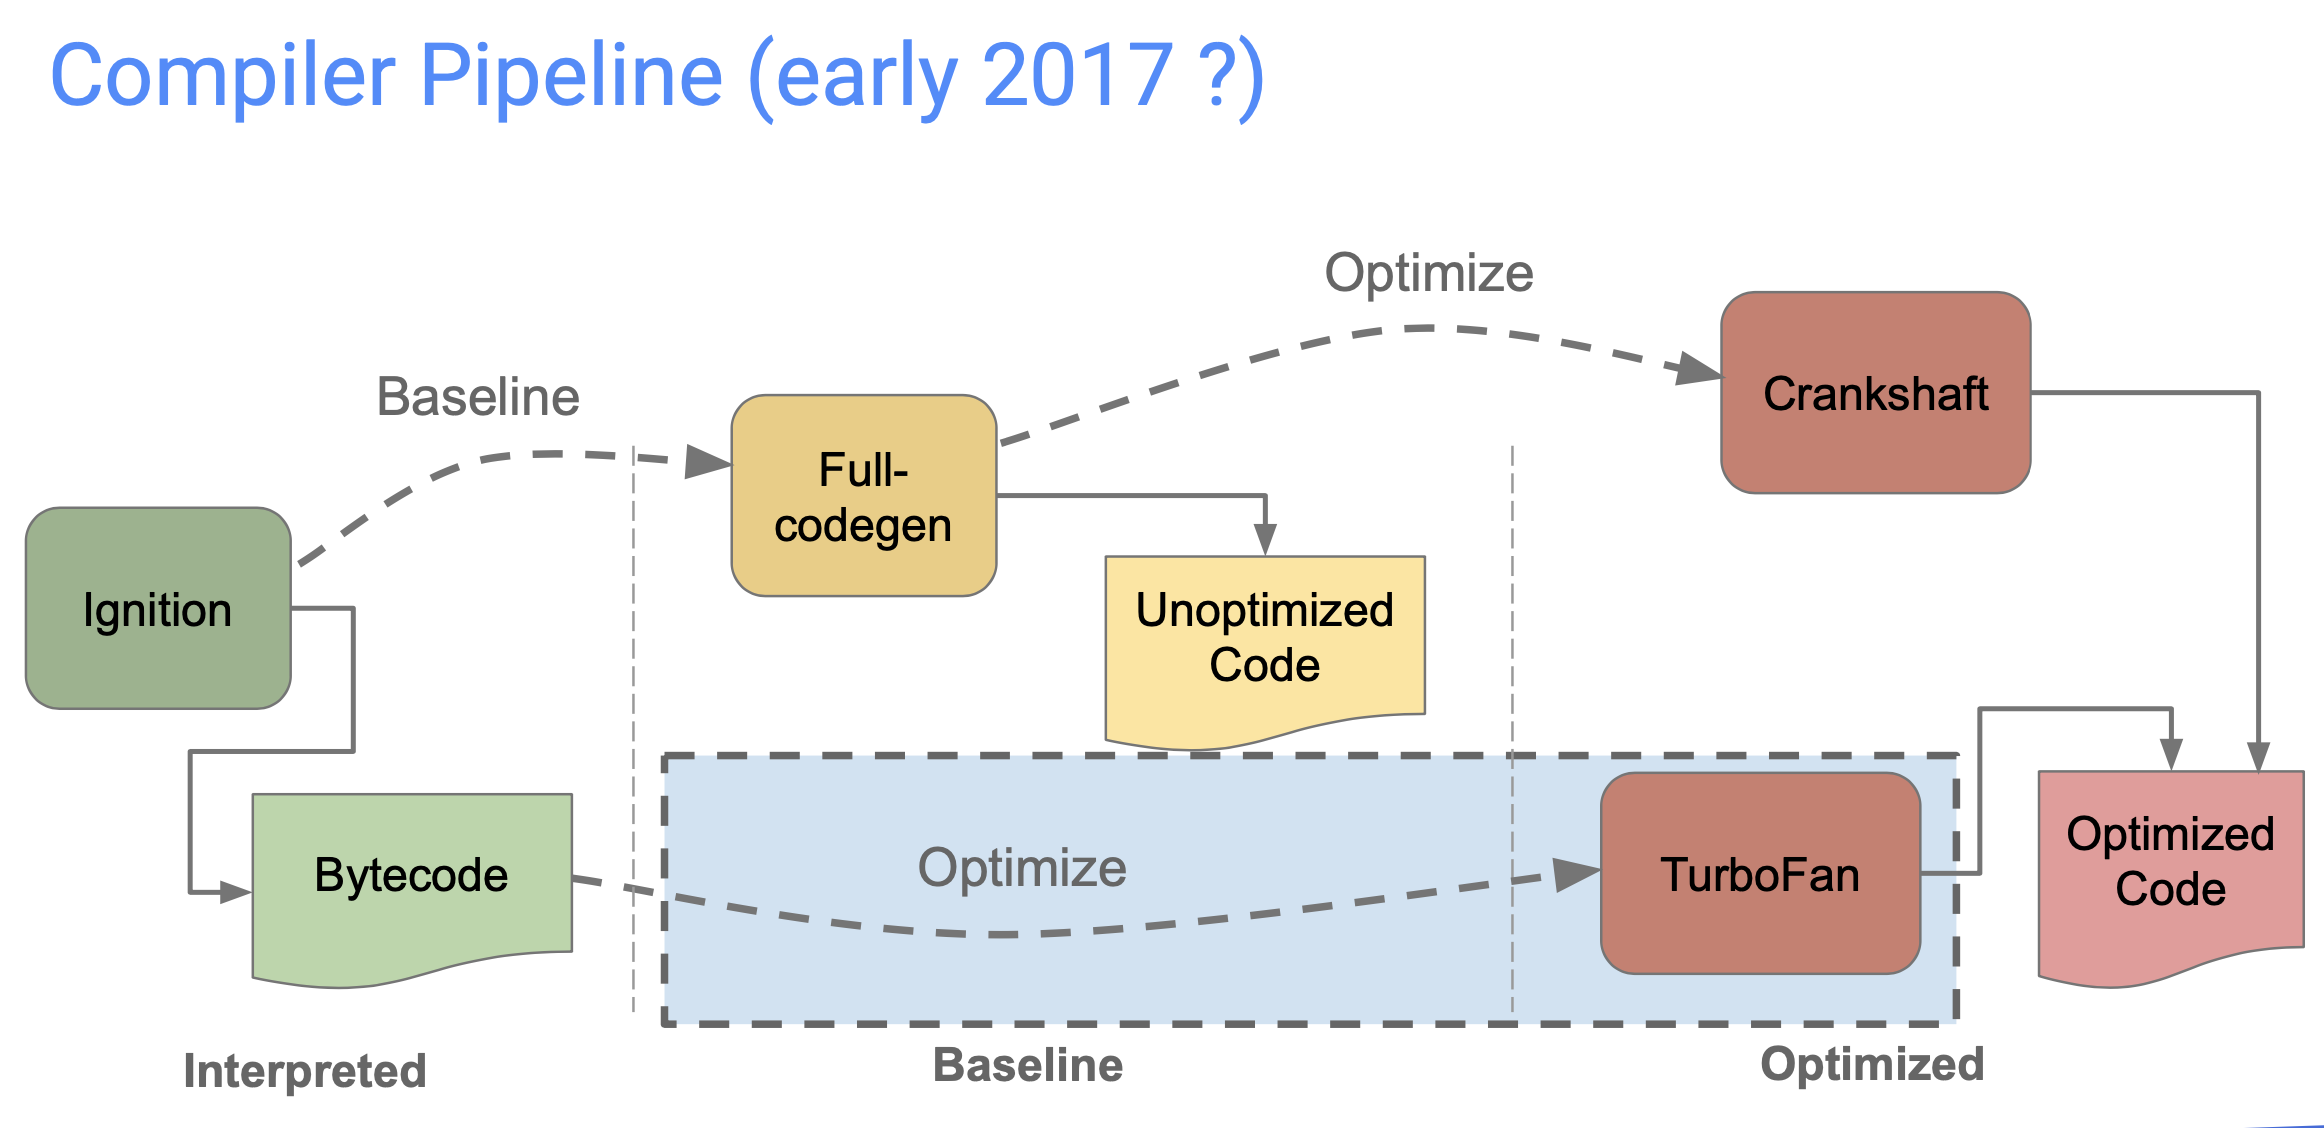 Compiler Pipeline (early 2017 ?)
Optimize
Baseline
Crankshaft
Full-
codegen
Ignition
Unoptimized
Code
Bytecode
Optimize
TurboFan
Optimized
Code
Interpreted
Baseline
Optimized